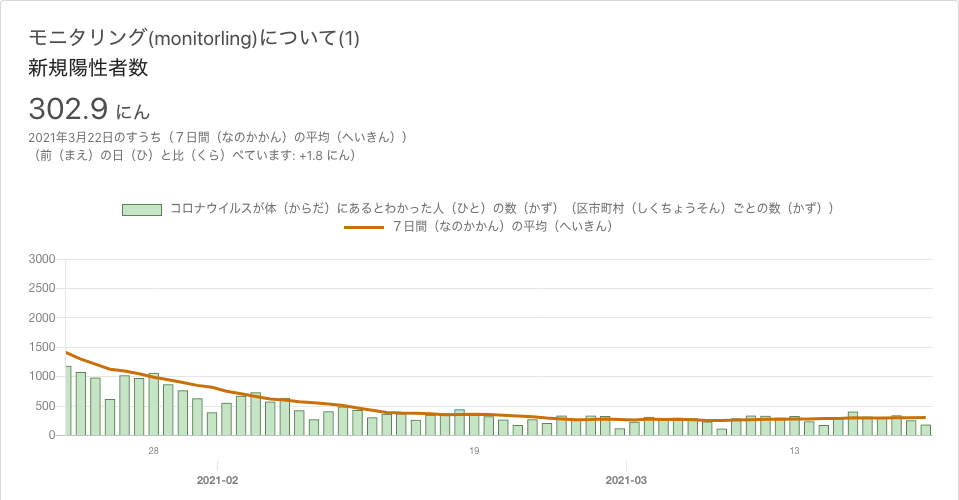 モニタリング(monitorling)について(1)
新規陽性者数
302.9 にん
2021年3月22日のすうち（７日間（なのかかん）の平均（へいきん））
（前（まえ）の日（ひ）と比（くら）べています: +1.8 にん）
コロナウイルスが体（からだ）にあるとわかった人（ひと）の数（かず）（区市町村（しくちょうそん）ごとの数（かず））
７日間（なのかかん）の平均（へいきん）
3000
2500
2000
1500
1000
500
0
28 19 13
2021-02 2021-03